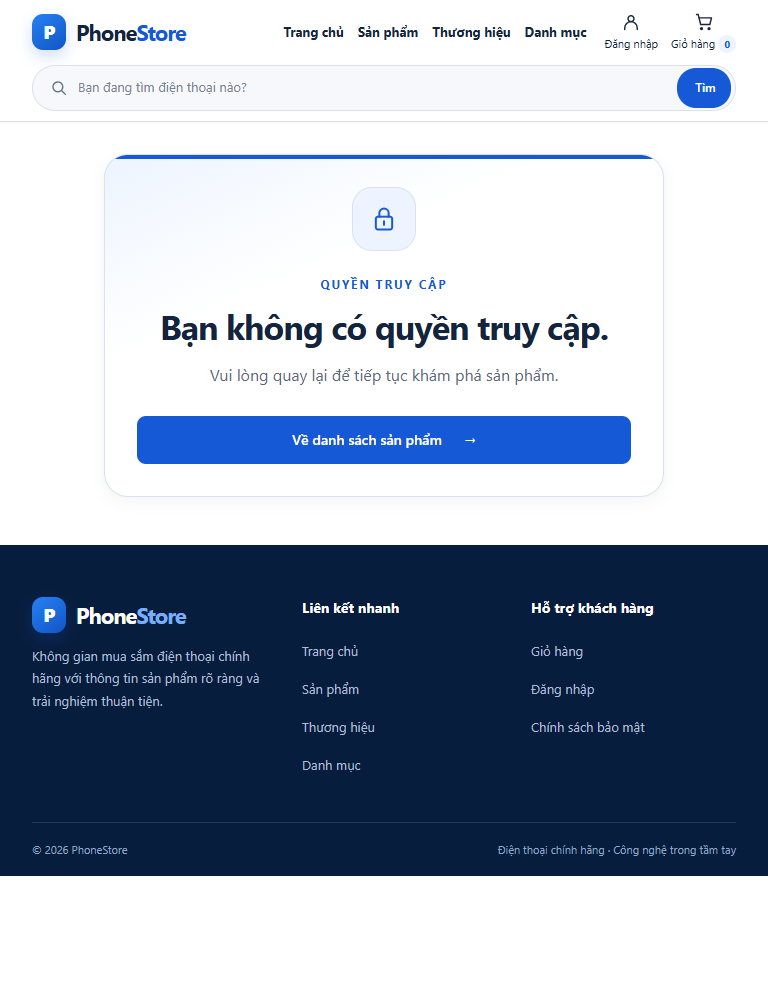 P PhoneStore
Trang chủ Sản phẩm Thương hiệu Danh mục Đăng nhập Giỏ hàng 0
Bạn đang tìm điện thoại nào? Tìm
QUYỀN TRUY CẬP
Bạn không có quyền truy cập.
Vui lòng quay lại để tiếp tục khám phá sản phẩm.
Về danh sách sản phẩm →
P PhoneStore
Không gian mua sắm điện thoại chính
hãng với thông tin sản phẩm rõ ràng và
trải nghiệm thuận tiện.
Liên kết nhanh
Trang chủ
Sản phẩm
Thương hiệu
Danh mục
Hỗ trợ khách hàng
Giỏ hàng
Đăng nhập
Chính sách bảo mật
© 2026 PhoneStore
Điện thoại chính hãng · Công nghệ trong tầm tay